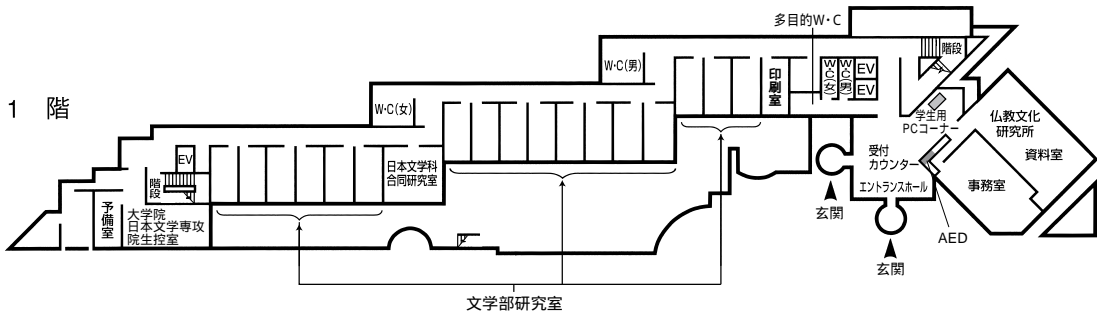 1 階
多目的W・C
W・C(男)
階段
印刷室
W・C(女)
W・C(男)
EV
EV
W・C(女)
学生用
PCコーナー
仏教文化
研究所
資料室
受付
カウンター
事務室
エントランスホール
EV
階段
日本文学科
合同研究室
予備室
大学院
日本文学専攻
院生控室
玄関
AED
玄関
文学部研究室